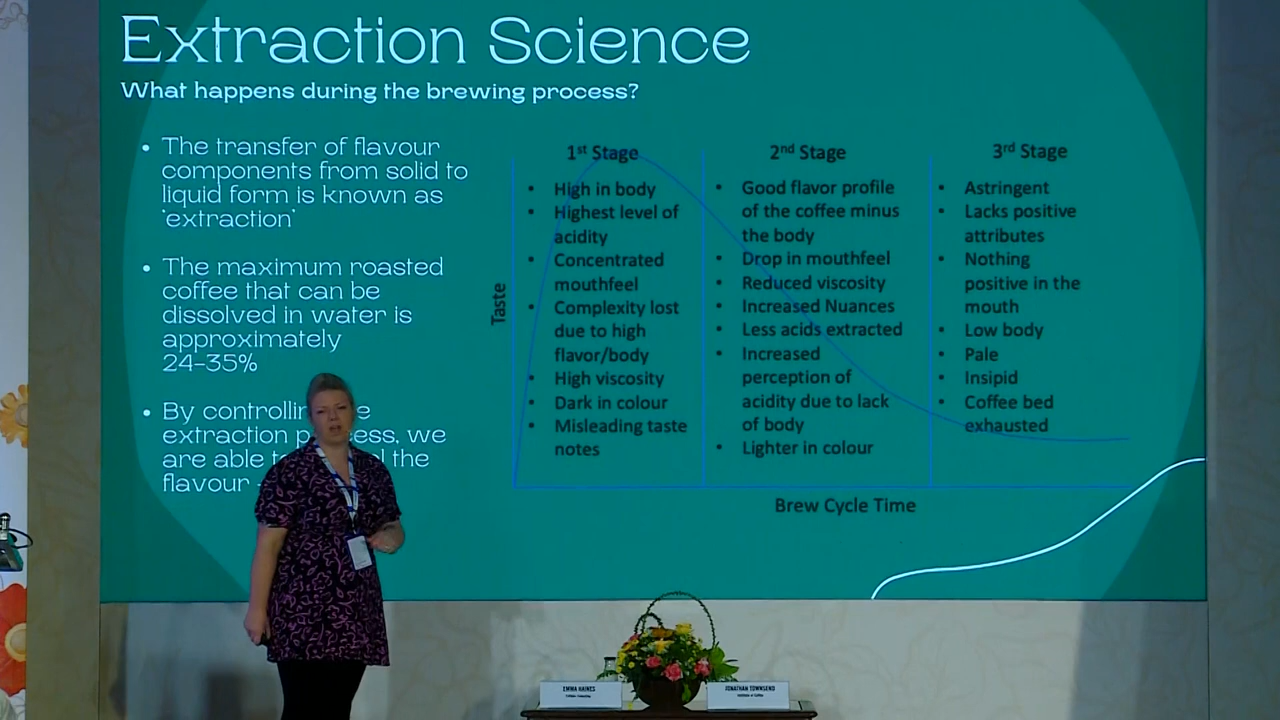 Extraction Science
What happens during the brewing process?
• The transfer of flavour
components from solid to
liquid form is known as
‘extraction’
• The maximum roasted
coffee that can be
dissolved in water is
approximately
24-35%
• By controllin
extraction p ss, we
are able the
flavour -
Taste
1st Stage
• High in body
• Highest level of
acidity
• Concentrated
mouthfeel
• Complexity lost
due to high
flavor/body
• High viscosity
• Dark in colour
• Misleading taste
notes
2nd Stage
• Good flavor profile
of the coffee minus
the body
• Drop in mouthfeel
• Reduced viscosity
• Increased Nuances
• Less acids extracted
• Increased
perception of
acidity due to lack
of body
• Lighter in colour
3rd Stage
• Astringent
• Lacks positive
attributes
• Nothing
positive in the
mouth
• Low body
• Pale
• Insipid
• Coffee bed
exhausted
Brew Cycle Time
EMMA HAINES
JONATHAN TOWNSEND